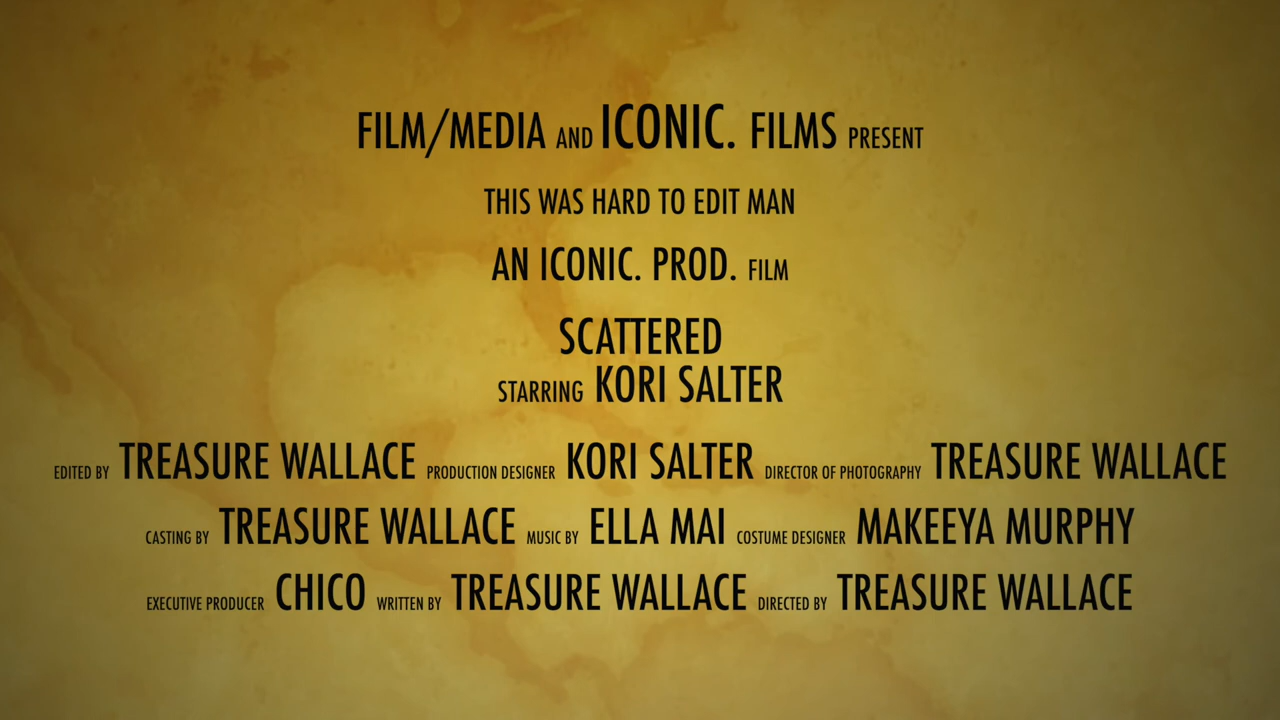 FILM/MEDIA AND ICONIC. FILMS PRESENT
THIS WAS HARD TO EDIT MAN
AN ICONIC. PROD. FILM
SCATTERED
STARRING KORI SALTER
EDITED BY TREASURE WALLACE PRODUCTION DESIGNER KORI SALTER DIRECTOR OF PHOTOGRAPHY TREASURE WALLACE
CASTING BY TREASURE WALLACE MUSIC BY ELLA MAI COSTUME DESIGNER MAKEEYA MURPHY
EXECUTIVE PRODUCER CHICO WRITTEN BY TREASURE WALLACE DIRECTED BY TREASURE WALLACE